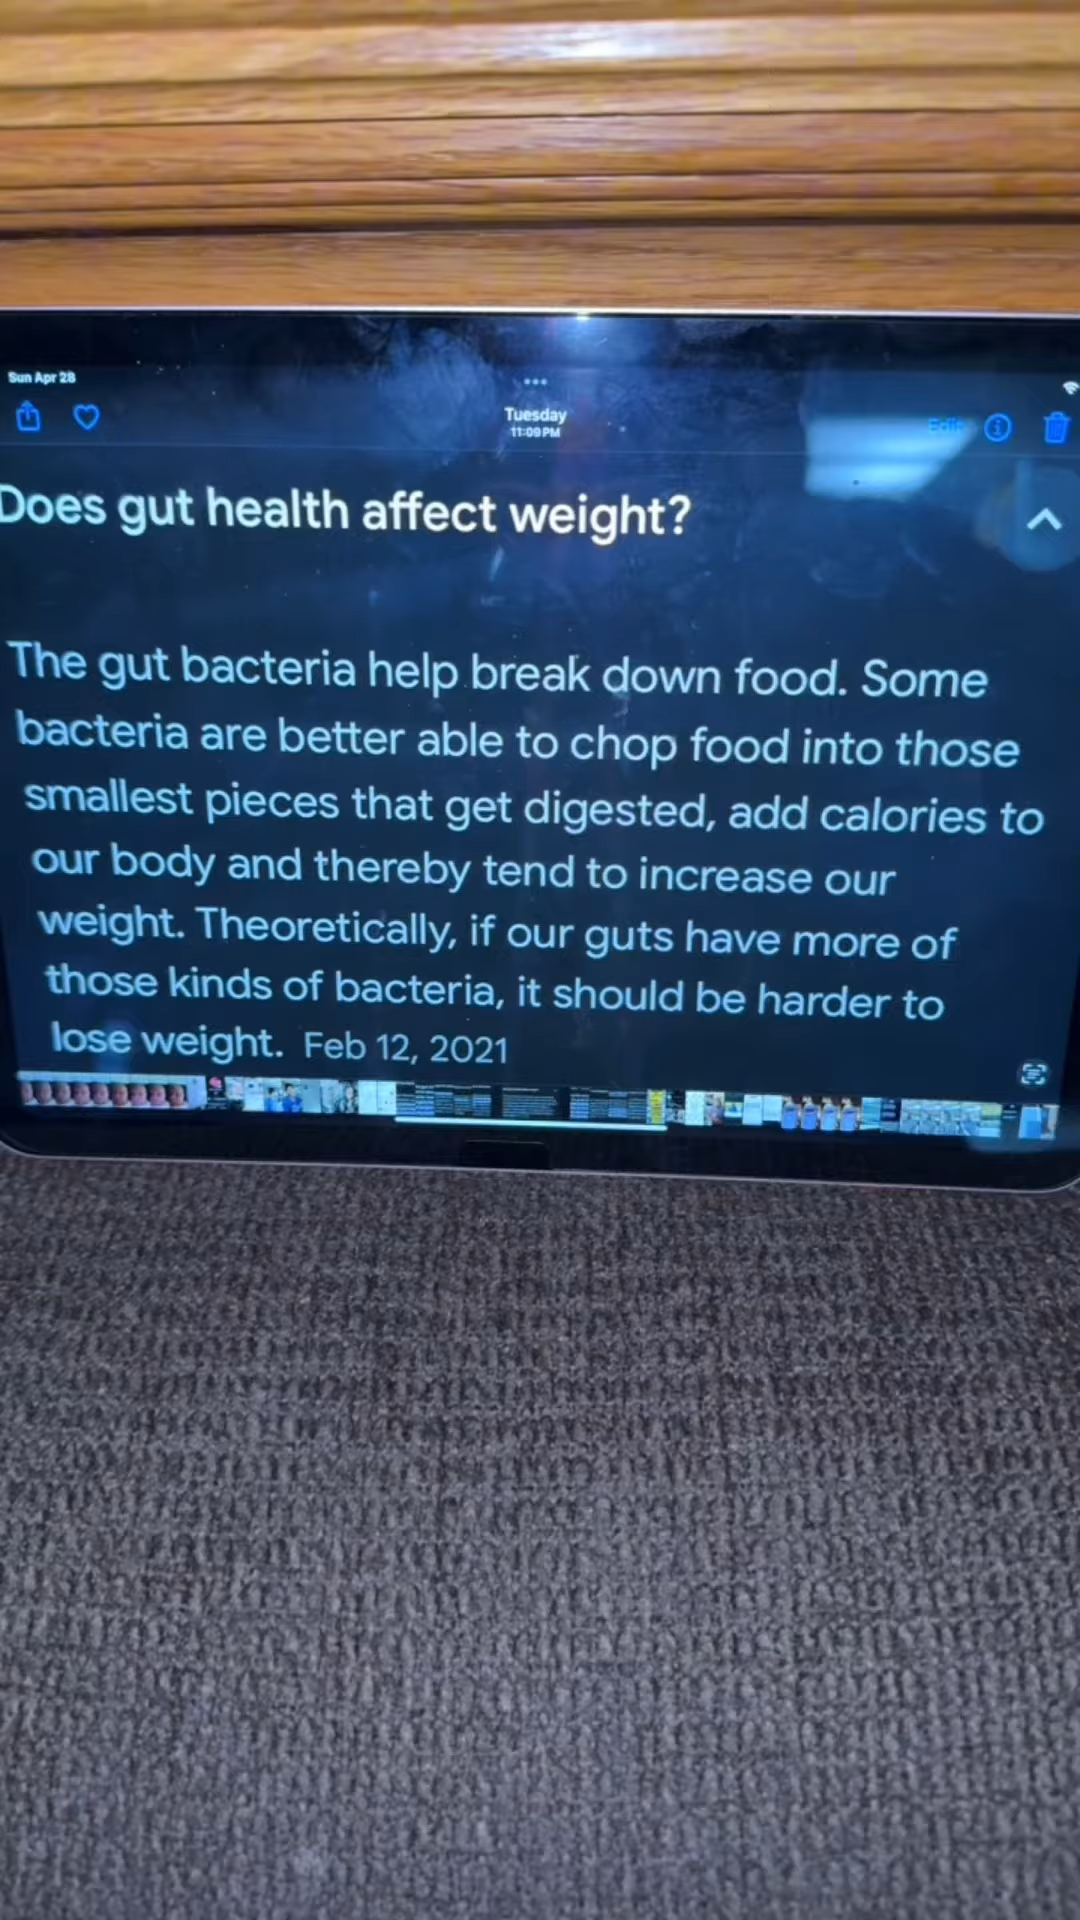 Sun Apr 28
Tuesday
11:09 PM
Edit
Does gut health affect weight?
The gut bacteria help break down food. Some
bacteria are better able to chop food into those
smallest pieces that get digested, add calories to
our body and thereby tend to increase our
weight. Theoretically, if our guts have more of
those kinds of bacteria, it should be harder to
lose weight. Feb 12, 2021